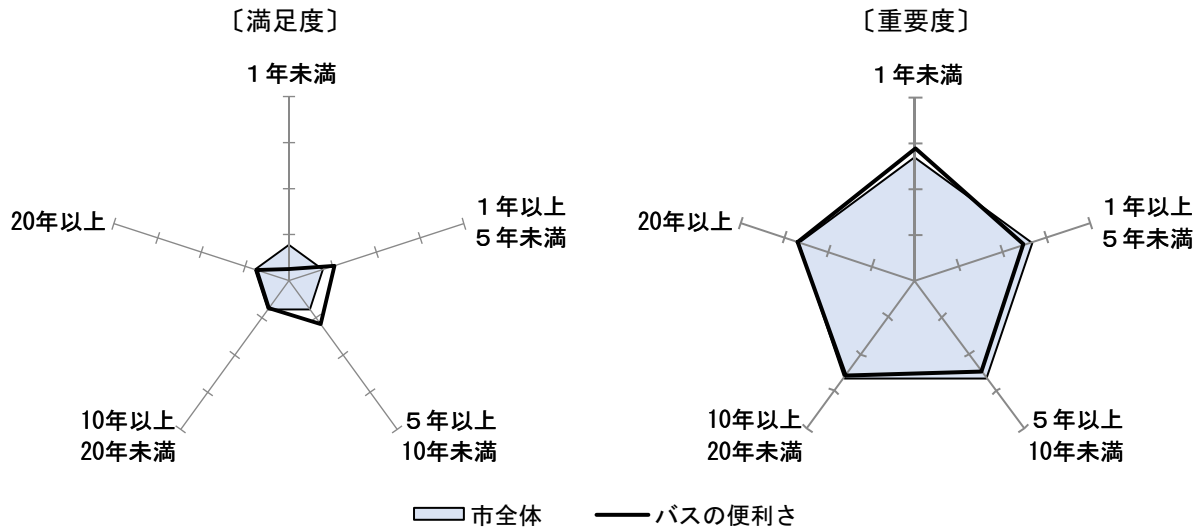 〔満足度〕
１年未満
１年以上
５年未満
５年以上
10年未満
10年以上
20年未満
20年以上
〔重要度〕
１年未満
１年以上
５年未満
５年以上
10年未満
10年以上
20年未満
20年以上
市全体
バスの便利さ